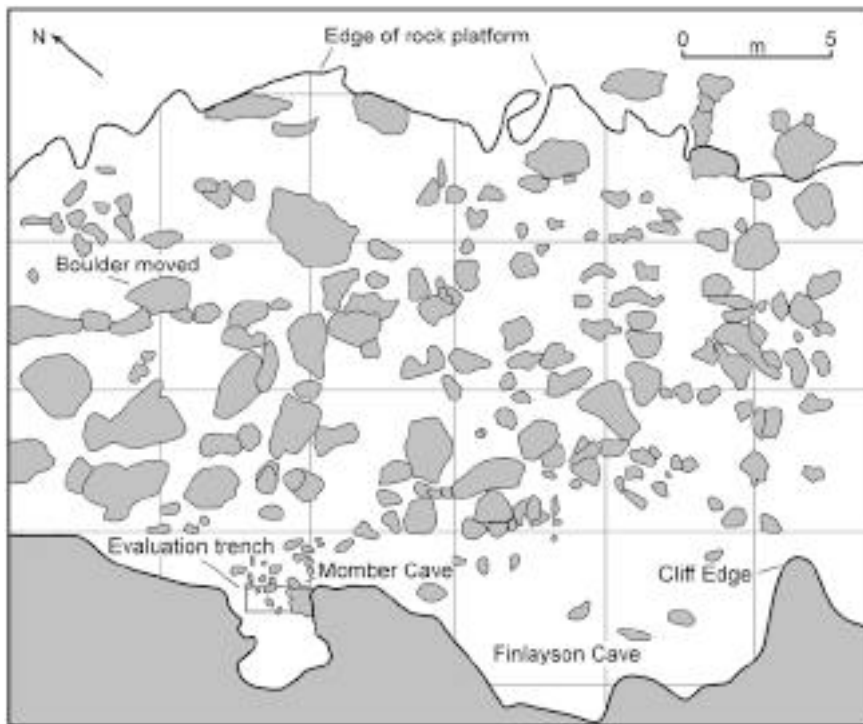 N
Edge of rock platform
0 5
m
Boulder moved
Evaluation trench
Momber Cave
Cliff Edge
Finlayson Cave